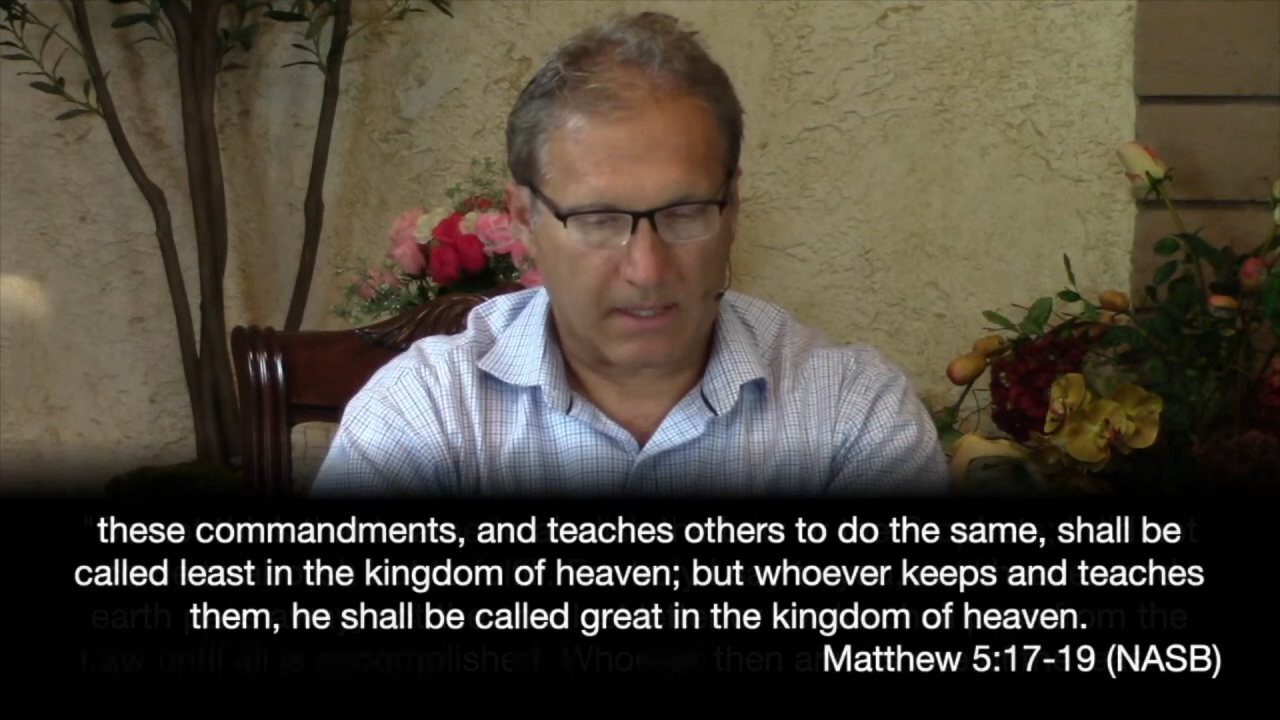 these commandments, and teaches others to do the same, shall be
called least in the kingdom of heaven; but whoever keeps and teaches
them, he shall be called great in the kingdom of heaven.
Matthew 5:17-19 (NASB)